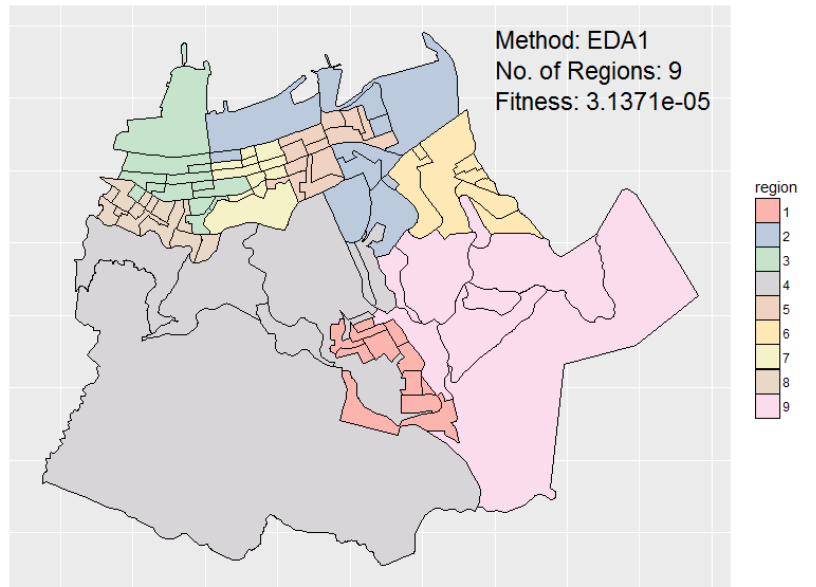 Method: EDA1
No. of Regions: 9
Fitness: 3.1371e-05
region
1
2
3
4
5
6
7
8
9